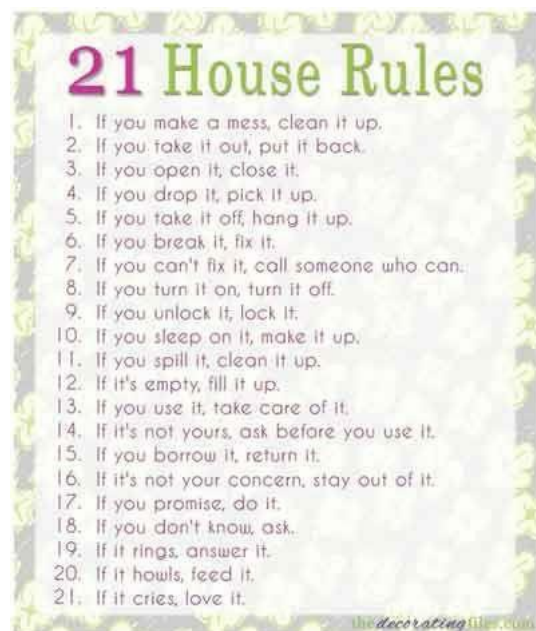 21 House Rules
1. If you make a mess, clean it up.
2. If you take it out, put it back.
3. If you open it, close it.
4. If you drop it, pick it up.
5. If you take it off, hang it up.
6. If you break it, fix it.
7. If you can't fix it, call someone who can.
8. If you turn it on, turn it off.
9. If you unlock it, lock it.
10. If you sleep on it, make it up.
11. If you spill it, clean it up.
12. If it's empty, fill it up.
13. If you use it, take care of it.
14. If it's not yours, ask before you use it.
15. If you borrow it, return it.
16. If it's not your concern, stay out of it.
17. If you promise, do it.
18. If you don't know, ask.
19. If it rings, answer it.
20. If it howls, feed it.
21. If it cries, love it.
thedecoratingfiles.com